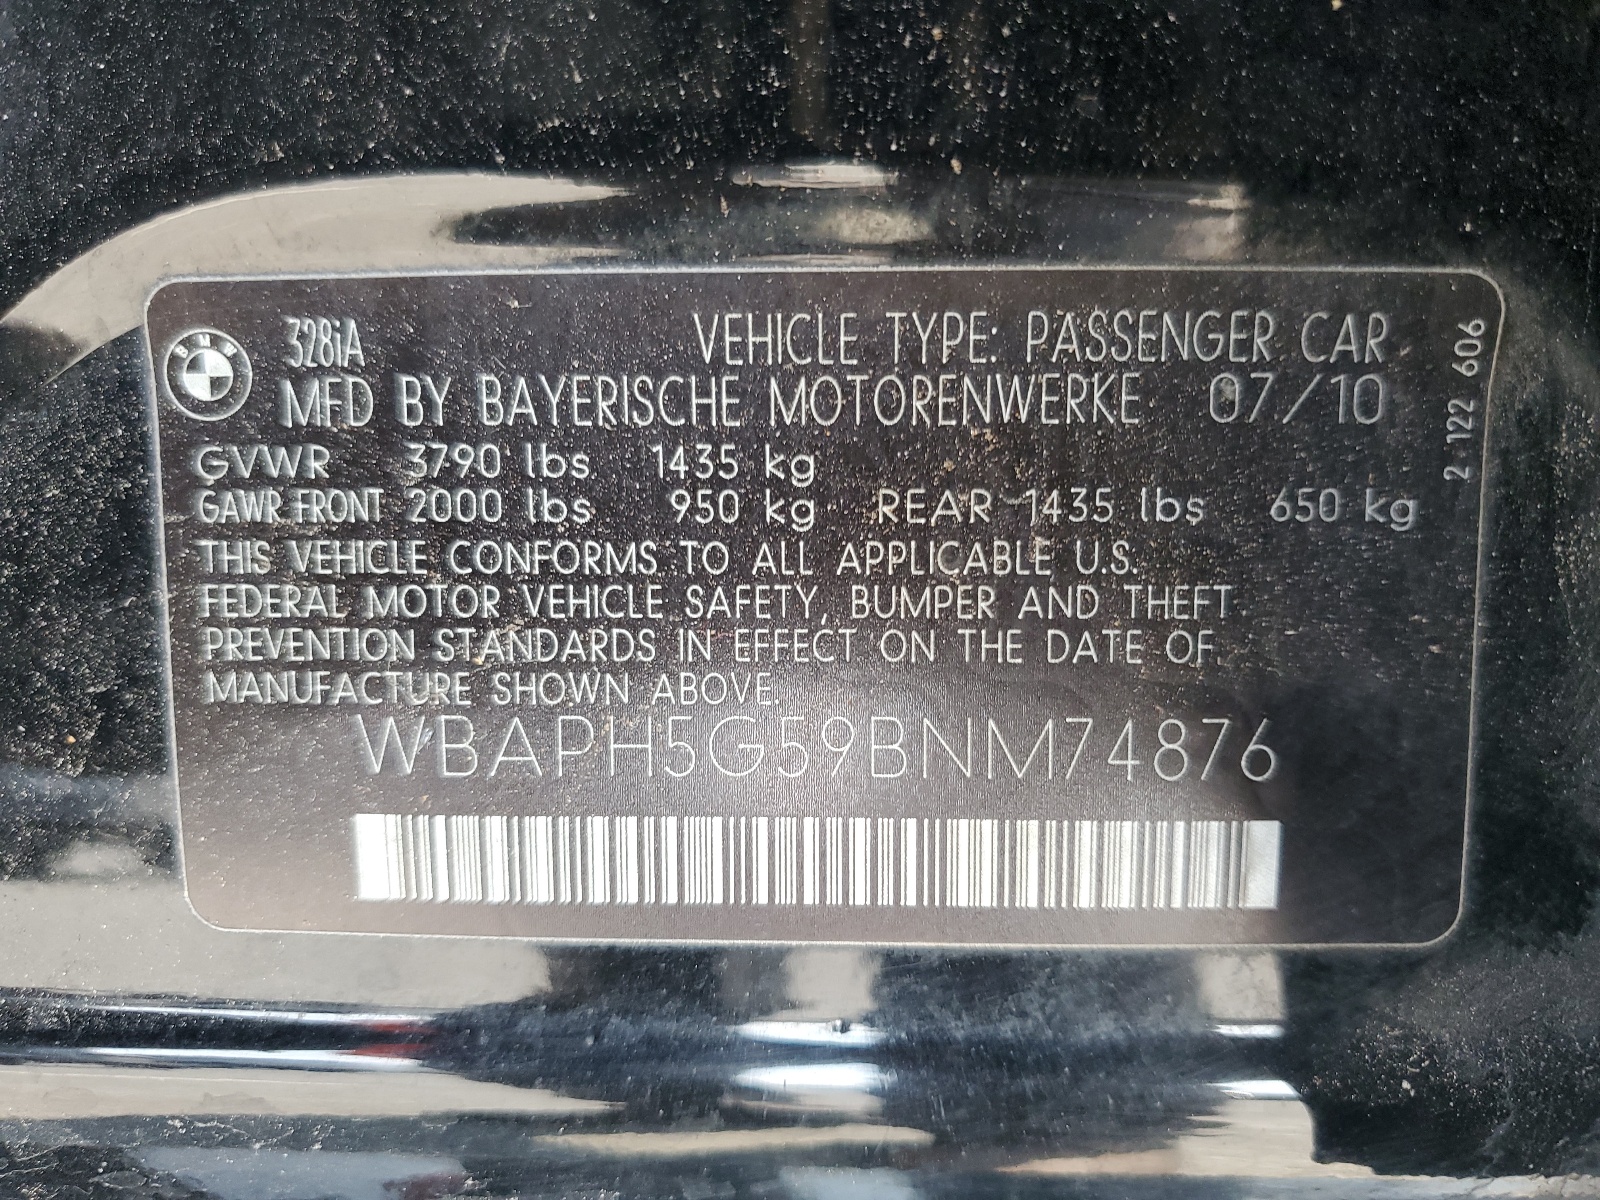 BMW
328iA
VEHICLE TYPE: PASSENGER CAR
MFD BY BAYERISCHE MOTORENWERKE 07/10
GVWR 3790 lbs 1435 kg
GAWR FRONT 2000 lbs 950 kg REAR 1435 lbs 650 kg
THIS VEHICLE CONFORMS TO ALL APPLICABLE U.S.
FEDERAL MOTOR VEHICLE SAFETY, BUMPER AND THEFT
PREVENTION STANDARDS IN EFFECT ON THE DATE OF
MANUFACTURE SHOWN ABOVE.
WBAPH5G59BNM74876
2 122 606